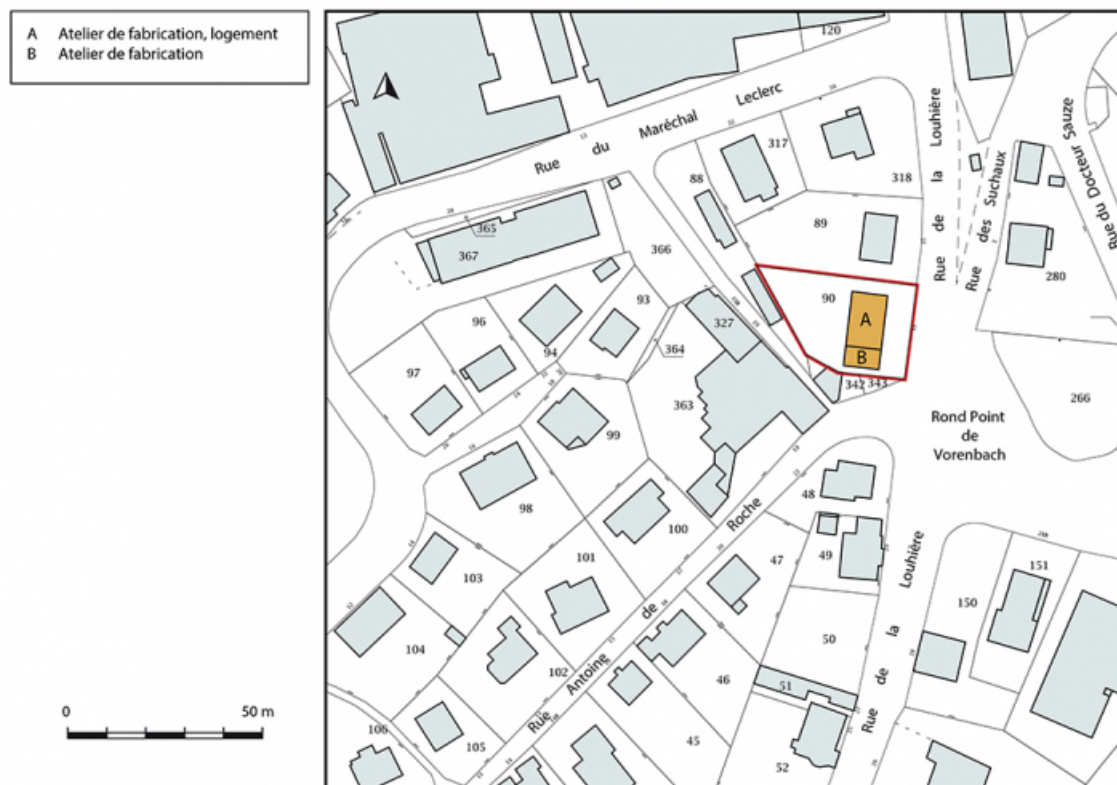 A Atelier de fabrication, logement
B Atelier de fabrication
0 50 m
120
Rue du Maréchal Leclerc
317
318
88
89
Rue de la Louhière
Rue des Suchaux
Rue du Docteur Sauze
280
365
367
366
90
A
B
93
96
94
97
327
364
363
342
343
266
Rond Point
de
Vorenbach
99
98
100
48
101
103
47
49
104
102
50
150
151
Rue Antoine de Roche
Rue de la Louhière
46
51
106
105
45
52